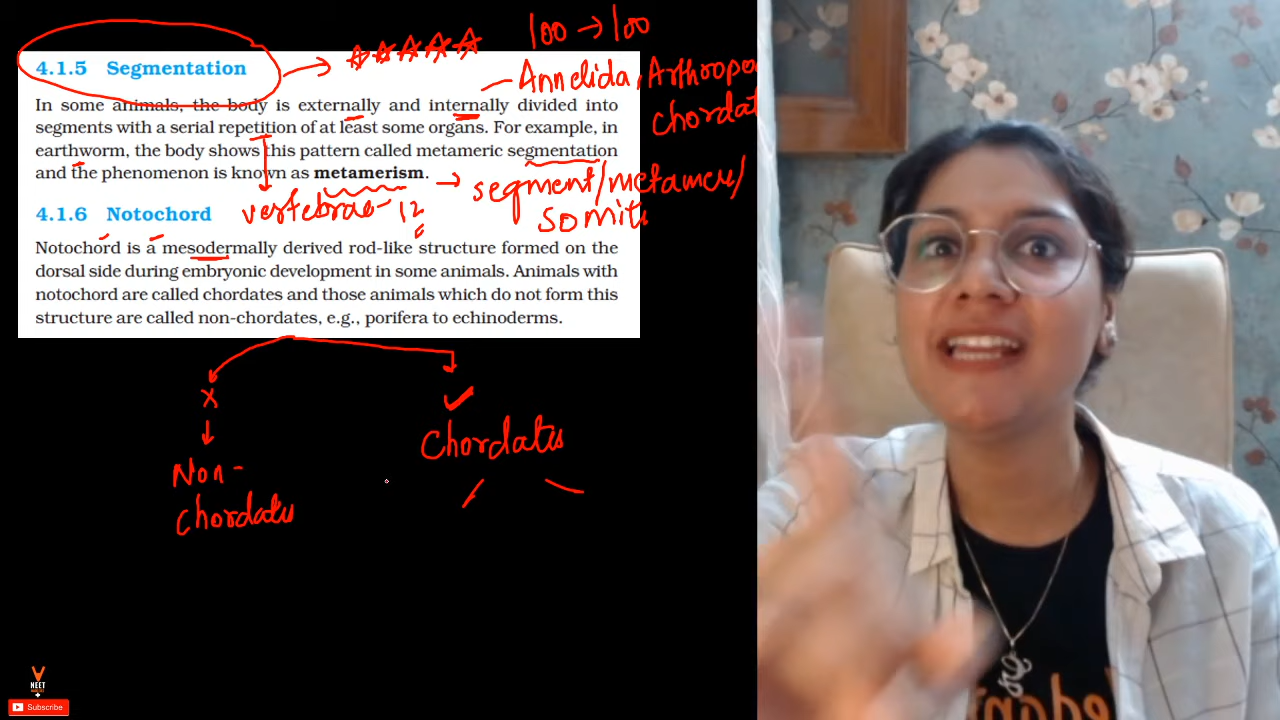 100 → 100
4.1.5 Segmentation
Annelida, Arthropo
chordat
In some animals, the body is externally and internally divided into
segments with a serial repetition of at least some organs. For example, in
earthworm, the body shows this pattern called metameric segmentation
and the phenomenon is known as metamerism.
segment/metamere/
somit
vertebrae - 12
4.1.6 Notochord
Notochord is a mesodermally derived rod-like structure formed on the
dorsal side during embryonic development in some animals. Animals with
notochord are called chordates and those animals which do not form this
structure are called non-chordates, e.g., porifera to echinoderms.
x
Non-
chordates
Chordates
NEET
Subscribe